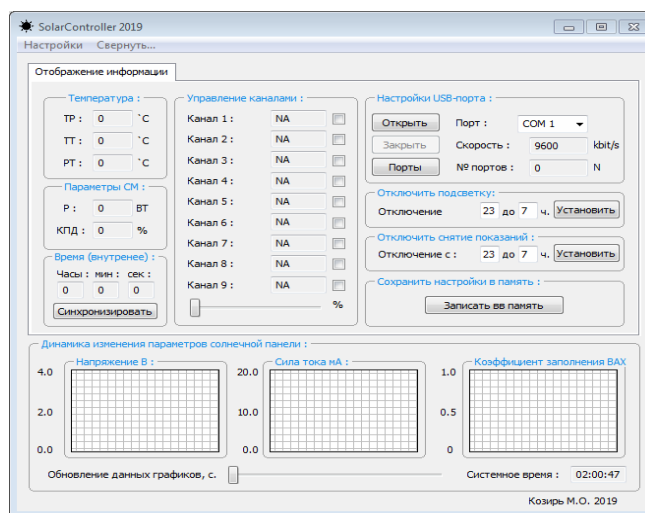 SolarController 2019
Настройки Свернуть...
Отображение информации
Температура :
ТР : 0 `C
ТТ : 0 `C
РТ : 0 `C
Параметры СМ :
Р : 0 ВТ
КПД : 0 %
Время (внутренее) :
Часы : мин : сек :
0 0 0
Синхронизировать
Управление каналами :
Канал 1 : NA
Канал 2 : NA
Канал 3 : NA
Канал 4 : NA
Канал 5 : NA
Канал 6 : NA
Канал 7 : NA
Канал 8 : NA
Канал 9 : NA
%
Настройки USB-порта :
Открыть Порт : COM 1
Закрыть Скорость : 9600 kbit/s
Порты № портов : 0 N
Отключить подсветку:
Отключение 23 до 7 ч. Установить
Отключить снятие показаний :
Отключение с : 23 до 7 ч. Установить
Сохранить настройки в память :
Записать вв память
Динамика изменения параметров солнечной панели :
Напряжение В :
4.0
2.0
0.0
Сила тока мА :
20.0
10.0
0.0
Коэффициент заполнения ВАХ
1.0
0.5
0
Обновление данных графиков, с.
Системное время : 02:00:47
Козирь М.О. 2019